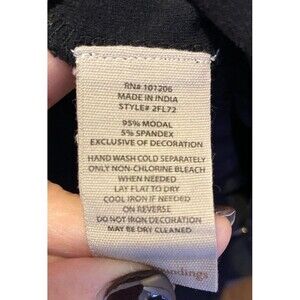 RN# 101206
MADE IN INDIA
STYLE# 2FL72
95% MODAL
5% SPANDEX
EXCLUSIVE OF DECORATION
HAND WASH COLD SEPARATELY
ONLY NON-CHLORINE BLEACH
WHEN NEEDED
LAY FLAT TO DRY
COOL IRON IF NEEDED
ON REVERSE
DO NOT IRON DECORATION
MAY BE DRY CLEANED